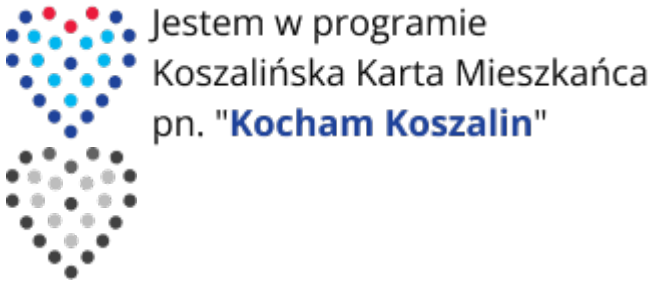 Jestem w programie
Koszalińska Karta Mieszkańca
pn. "Kocham Koszalin"